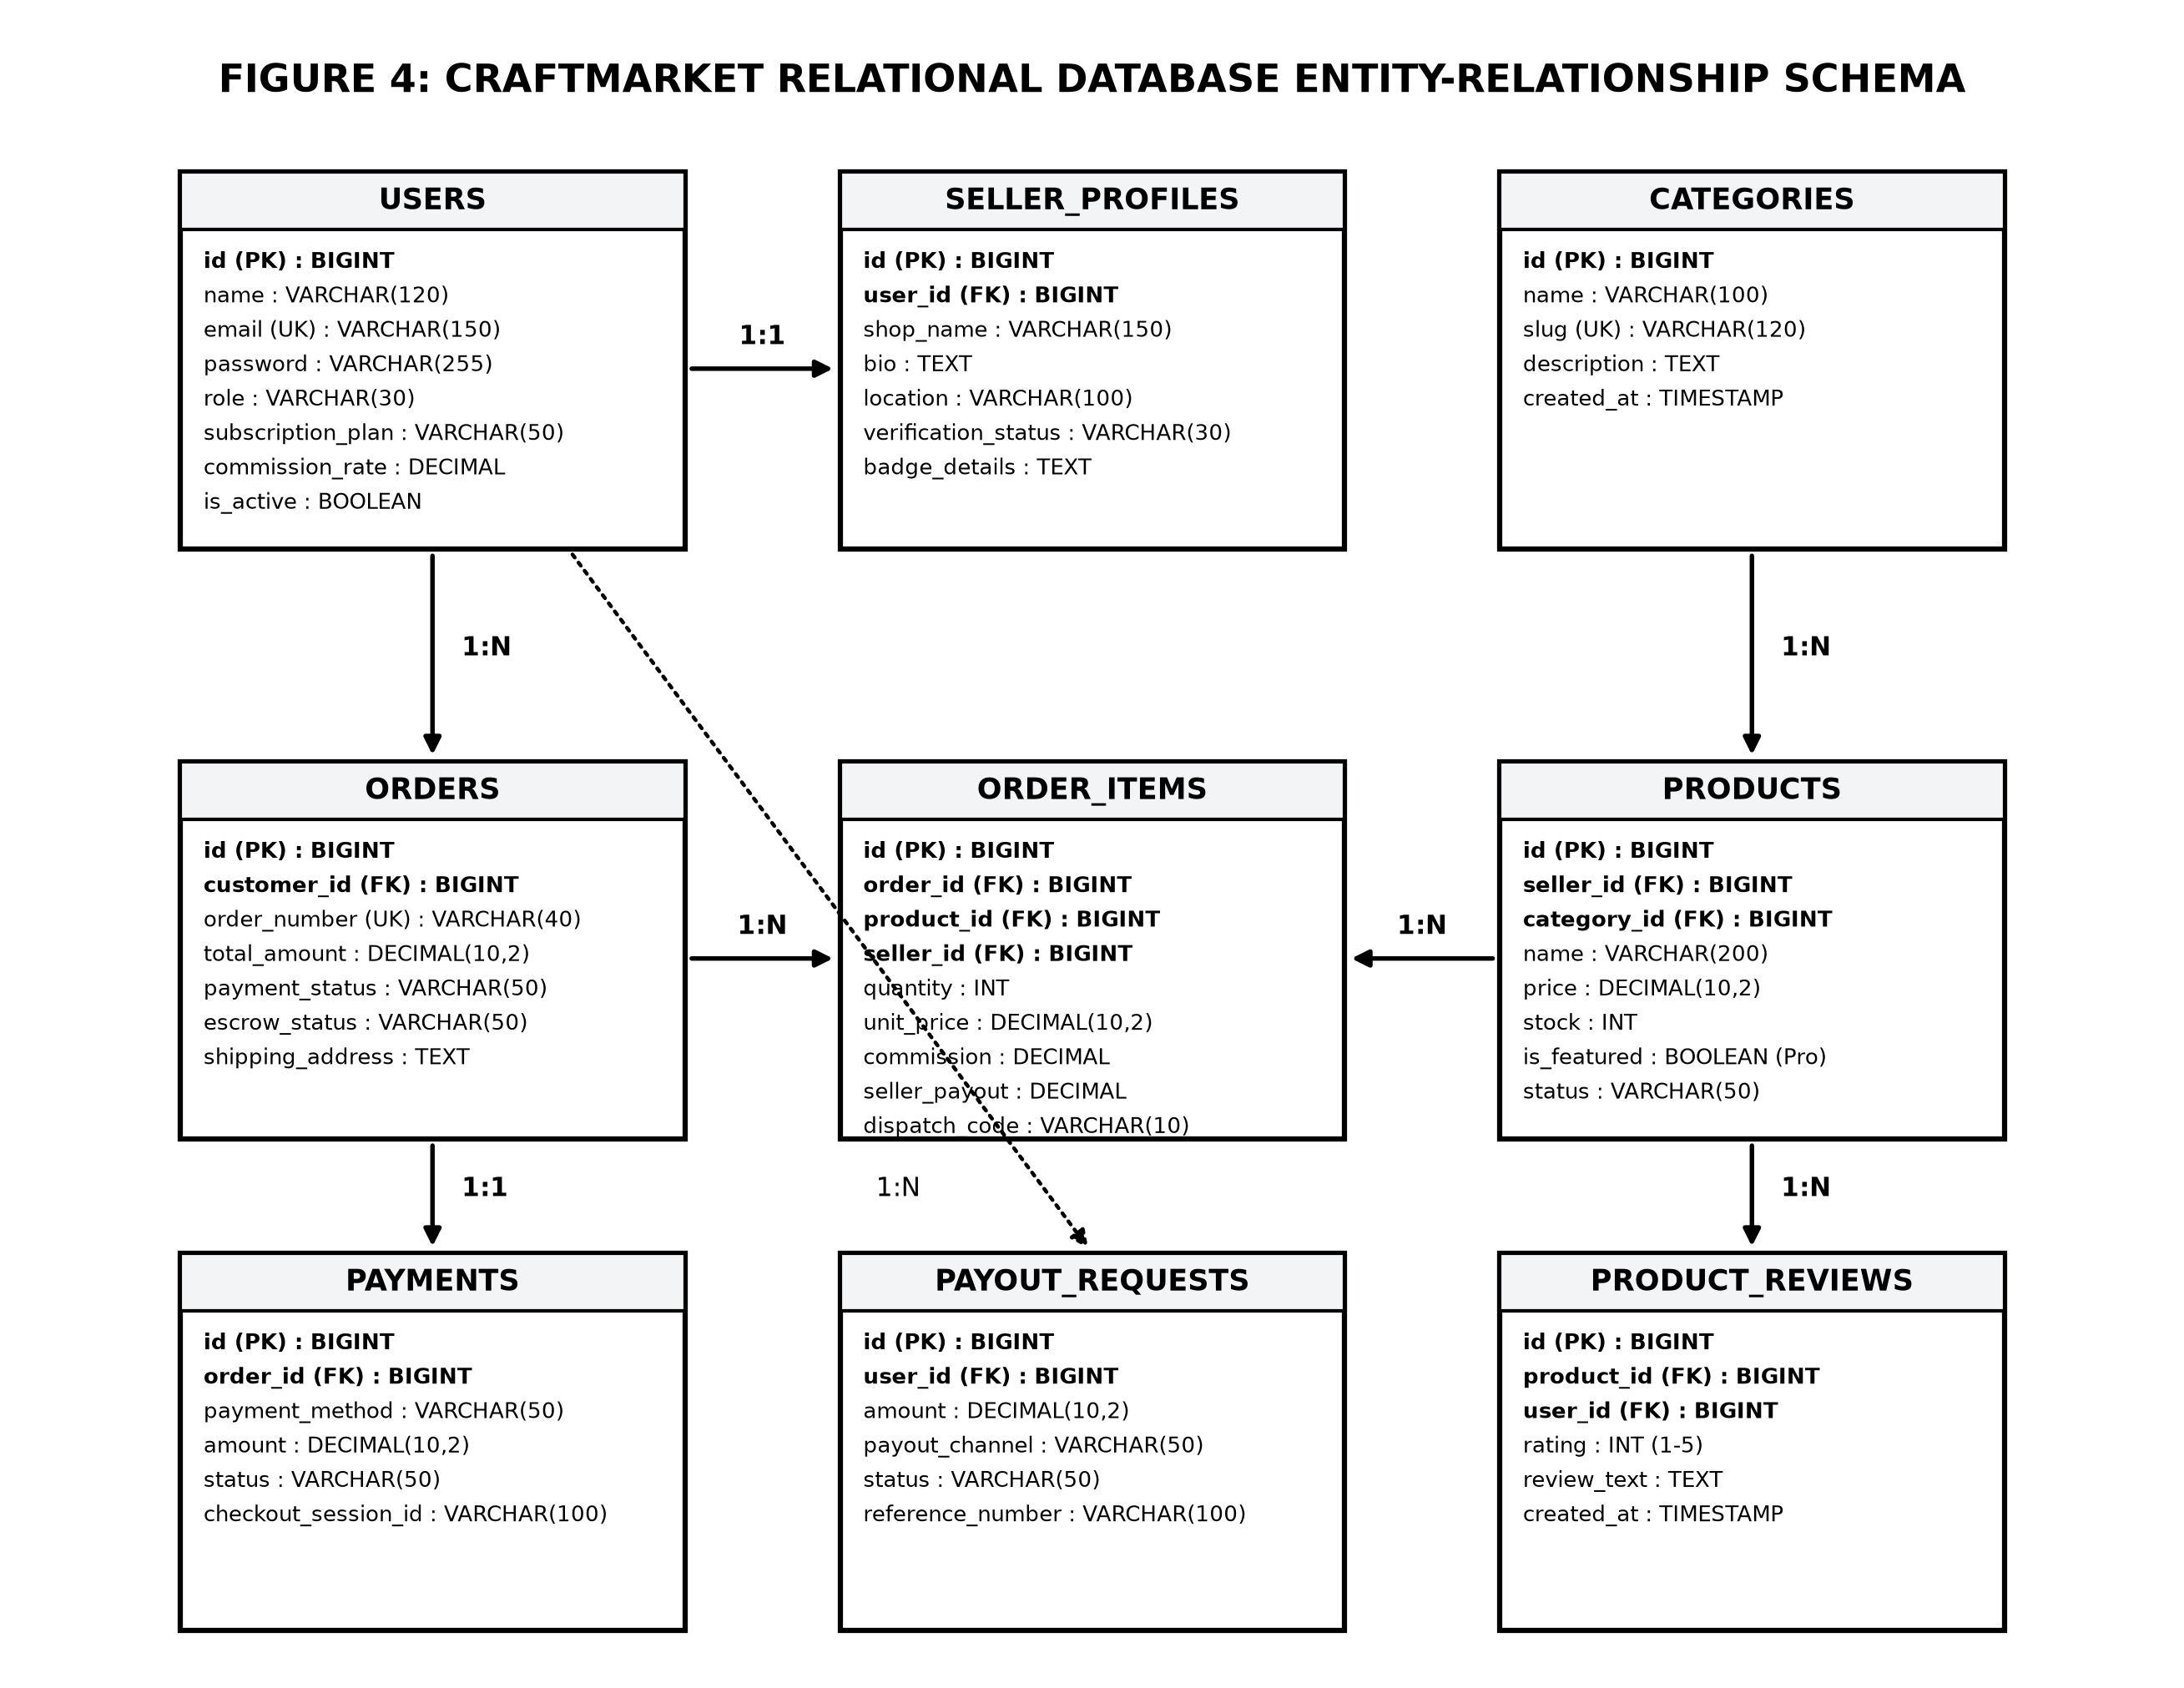 FIGURE 4: CRAFTMARKET RELATIONAL DATABASE ENTITY-RELATIONSHIP SCHEMA
USERS
id (PK) : BIGINT
name : VARCHAR(120)
email (UK) : VARCHAR(150)
password : VARCHAR(255)
role : VARCHAR(30)
subscription_plan : VARCHAR(50)
commission_rate : DECIMAL
is_active : BOOLEAN
1:1
SELLER_PROFILES
id (PK) : BIGINT
user_id (FK) : BIGINT
shop_name : VARCHAR(150)
bio : TEXT
location : VARCHAR(100)
verification_status : VARCHAR(30)
badge_details : TEXT
CATEGORIES
id (PK) : BIGINT
name : VARCHAR(100)
slug (UK) : VARCHAR(120)
description : TEXT
created_at : TIMESTAMP
1:N
1:N
ORDERS
id (PK) : BIGINT
customer_id (FK) : BIGINT
order_number (UK) : VARCHAR(40)
total_amount : DECIMAL(10,2)
payment_status : VARCHAR(50)
escrow_status : VARCHAR(50)
shipping_address : TEXT
1:N
ORDER_ITEMS
id (PK) : BIGINT
order_id (FK) : BIGINT
product_id (FK) : BIGINT
seller_id (FK) : BIGINT
quantity : INT
unit_price : DECIMAL(10,2)
commission : DECIMAL
seller_payout : DECIMAL
dispatch_code : VARCHAR(10)
1:N
PRODUCTS
id (PK) : BIGINT
seller_id (FK) : BIGINT
category_id (FK) : BIGINT
name : VARCHAR(200)
price : DECIMAL(10,2)
stock : INT
is_featured : BOOLEAN (Pro)
status : VARCHAR(50)
1:1
1:N
1:N
PAYMENTS
id (PK) : BIGINT
order_id (FK) : BIGINT
payment_method : VARCHAR(50)
amount : DECIMAL(10,2)
status : VARCHAR(50)
checkout_session_id : VARCHAR(100)
PAYOUT_REQUESTS
id (PK) : BIGINT
user_id (FK) : BIGINT
amount : DECIMAL(10,2)
payout_channel : VARCHAR(50)
status : VARCHAR(50)
reference_number : VARCHAR(100)
PRODUCT_REVIEWS
id (PK) : BIGINT
product_id (FK) : BIGINT
user_id (FK) : BIGINT
rating : INT (1-5)
review_text : TEXT
created_at : TIMESTAMP